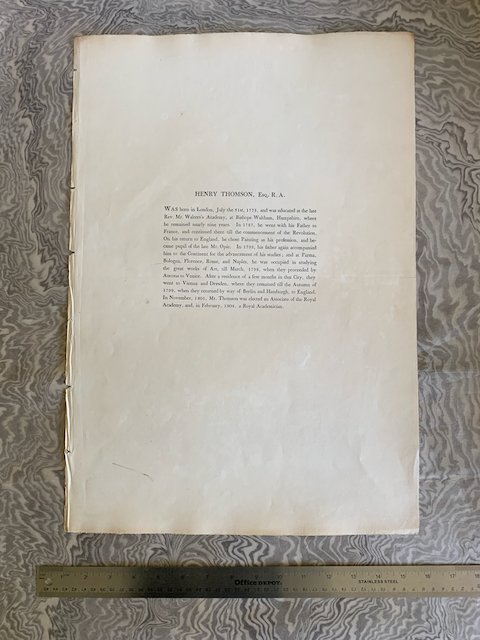 HENRY THOMSON, Esq. R. A.
WAS born in London, July the 31st, 1773, and was educated at the late
Rev. Mr. Walters's Academy, at Bishops Waltham, Hampshire, where
he remained nearly nine years. In 1787, he went with his Father to
France, and continued there till the commencement of the Revolution.
On his return to England, he chose Painting as his profession, and be-
came pupil of the late Mr. Opie. In 1793, his father again accompanied
him to the Continent for the advancement of his studies; and at Parma,
Bologna, Florence, Rome, and Naples, he was occupied in studying
the great works of Art, till March, 1798, when they proceeded by
Ancona to Venice. After a residence of a few months in that City, they
went to Vienna and Dresden, where they remained till the Autumn of
1799, when they returned by way of Berlin and Hamburgh, to England.
In November, 1801, Mr. Thomson was elected an Associate of the Royal
Academy, and, in February, 1804, a Royal Academician.
Office DEPOT
STAINLESS STEEL